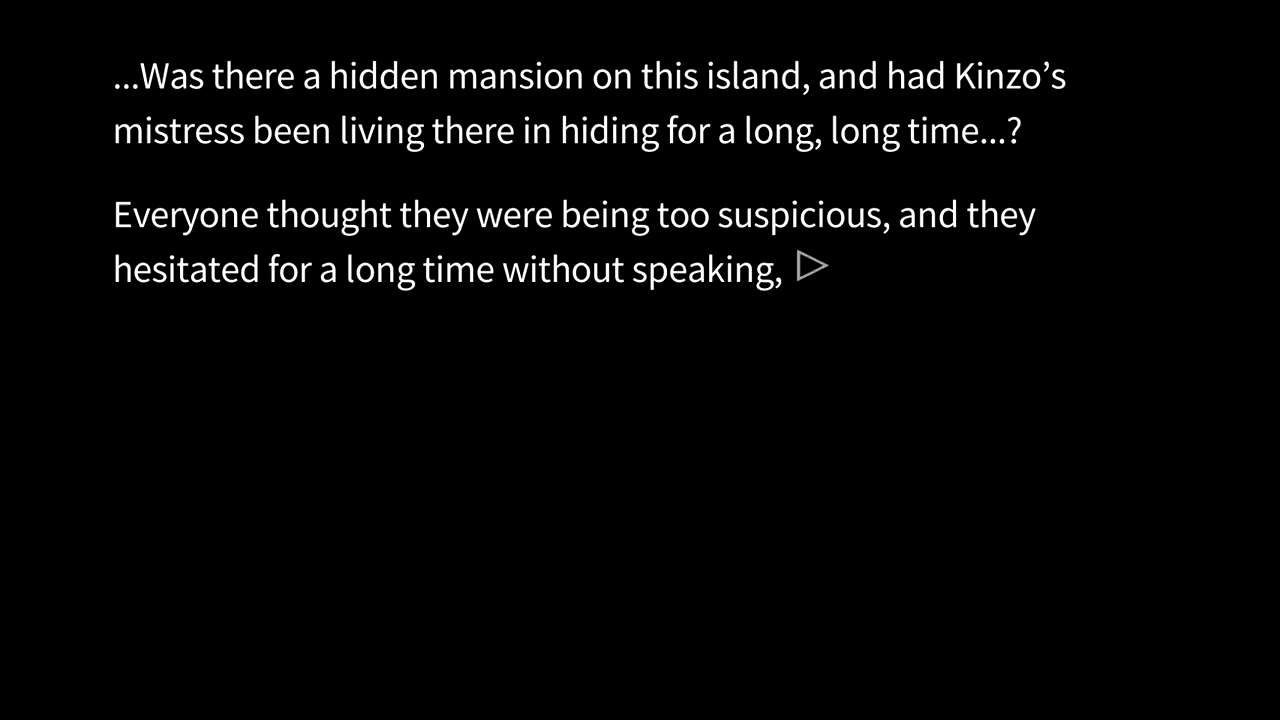 ...Was there a hidden mansion on this island, and had Kinzo’s
mistress been living there in hiding for a long, long time...?
Everyone thought they were being too suspicious, and they
hesitated for a long time without speaking,